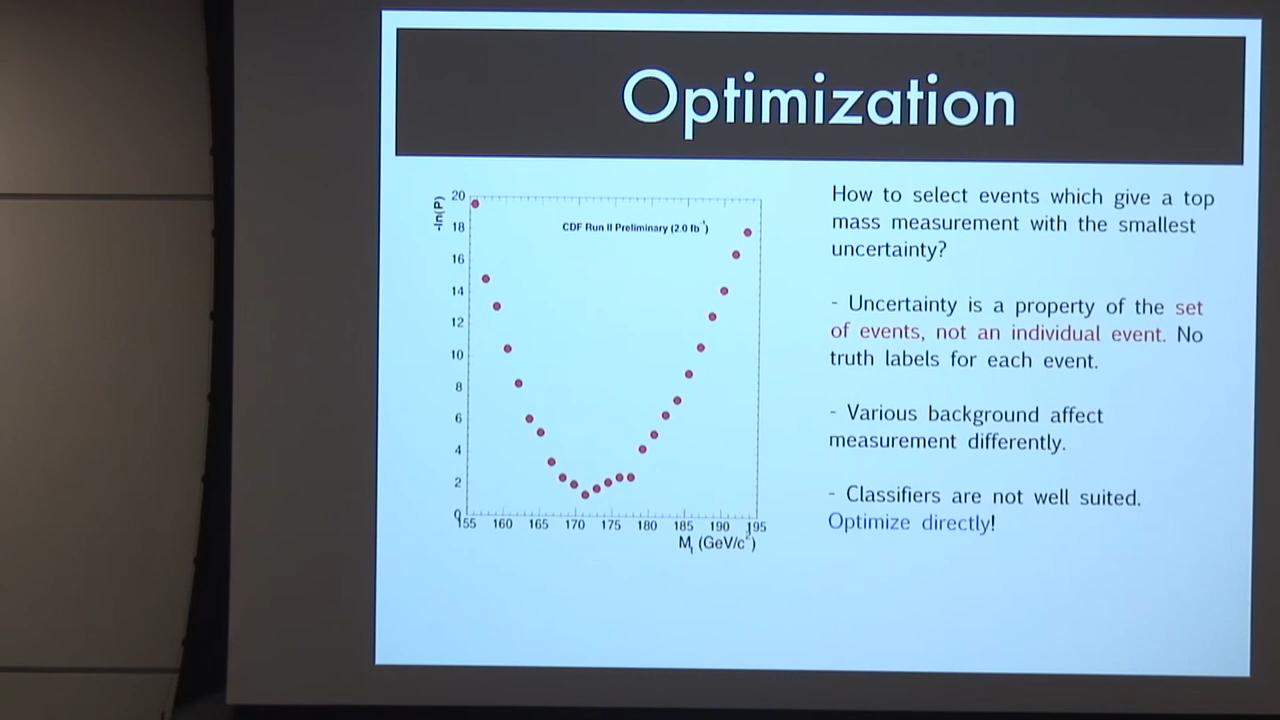 Optimization
-ln(P)
20
18
16
14
12
10
8
6
4
2
0
CDF Run II Preliminary (2.0 fb⁻¹)
155 160 165 170 175 180 185 190 195
Mt (GeV/c²)
How to select events which give a top
mass measurement with the smallest
uncertainty?
- Uncertainty is a property of the set
of events, not an individual event. No
truth labels for each event.
- Various background affect
measurement differently.
- Classifiers are not well suited.
Optimize directly!